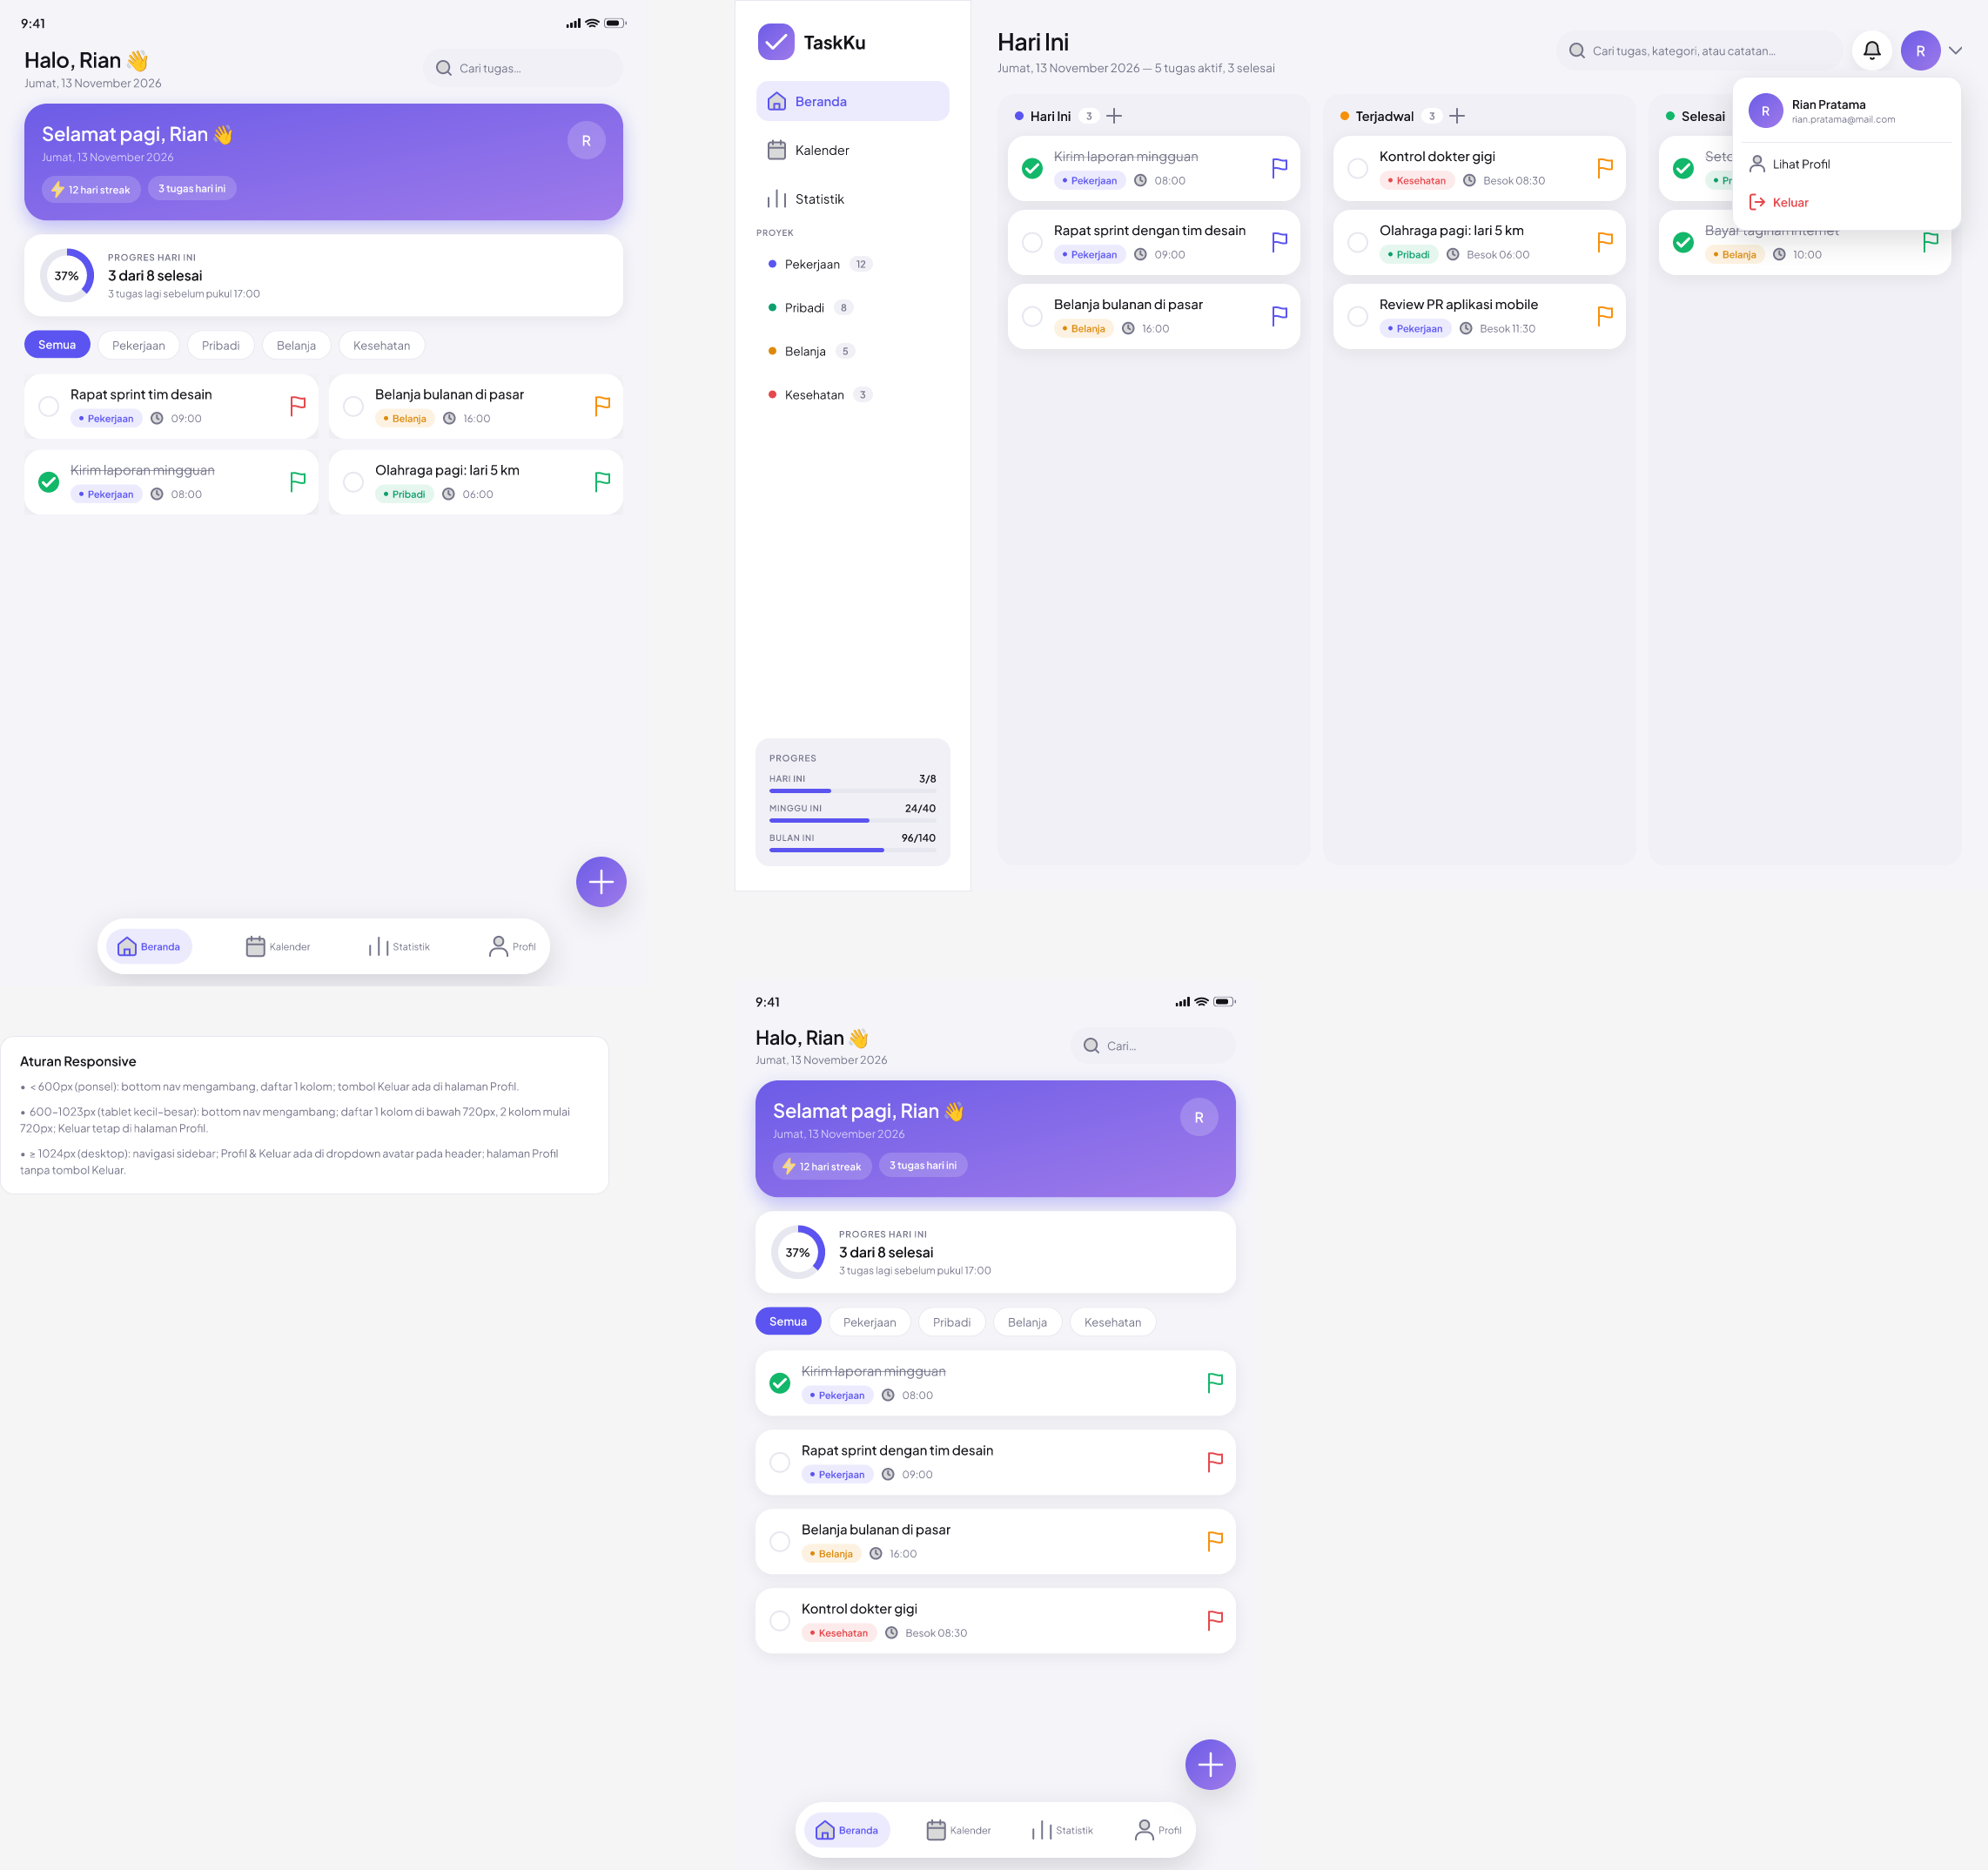 9:41
Halo, Rian 👋
Jumat, 13 November 2026
Cari tugas...
Selamat pagi, Rian 👋
Jumat, 13 November 2026
R
12 hari streak
3 tugas hari ini
37%
PROGRES HARI INI
3 dari 8 selesai
3 tugas lagi sebelum pukul 17:00
Semua
Pekerjaan
Pribadi
Belanja
Kesehatan
Rapat sprint tim desain
Pekerjaan
09:00
Belanja bulanan di pasar
Belanja
16:00
Kirim laporan mingguan
Pekerjaan
08:00
Olahraga pagi: lari 5 km
Pribadi
06:00
Beranda
Kalender
Statistik
Profil
TaskKu
Beranda
Kalender
Statistik
PROYEK
Pekerjaan 12
Pribadi 8
Belanja 5
Kesehatan 3
PROGRES
HARI INI 3/8
MINGGU INI 24/40
BULAN INI 96/140
Hari Ini
Jumat, 13 November 2026 — 5 tugas aktif, 3 selesai
Cari tugas, kategori, atau catatan...
R
R
Rian Pratama
rian.pratama@mail.com
Lihat Profil
Keluar
Hari Ini 3
Kirim laporan mingguan
Pekerjaan
08:00
Rapat sprint dengan tim desain
Pekerjaan
09:00
Belanja bulanan di pasar
Belanja
16:00
Terjadwal 3
Kontrol dokter gigi
Kesehatan
Besok 08:30
Olahraga pagi: lari 5 km
Pribadi
Besok 06:00
Review PR aplikasi mobile
Pekerjaan
Besok 11:30
Selesai
Bayar tagihan internet
Belanja
10:00
Aturan Responsive
• < 600px (ponsel): bottom nav mengambang, daftar 1 kolom; tombol Keluar ada di halaman Profil.
• 600–1023px (tablet kecil–besar): bottom nav mengambang; daftar 1 kolom di bawah 720px, 2 kolom mulai
720px; Keluar tetap di halaman Profil.
• ≥ 1024px (desktop): navigasi sidebar; Profil & Keluar ada di dropdown avatar pada header; halaman Profil
tanpa tombol Keluar.
9:41
Halo, Rian 👋
Jumat, 13 November 2026
Cari...
Selamat pagi, Rian 👋
Jumat, 13 November 2026
R
12 hari streak
3 tugas hari ini
37%
PROGRES HARI INI
3 dari 8 selesai
3 tugas lagi sebelum pukul 17:00
Semua
Pekerjaan
Pribadi
Belanja
Kesehatan
Kirim laporan mingguan
Pekerjaan
08:00
Rapat sprint dengan tim desain
Pekerjaan
09:00
Belanja bulanan di pasar
Belanja
16:00
Kontrol dokter gigi
Kesehatan
Besok 08:30
Beranda
Kalender
Statistik
Profil